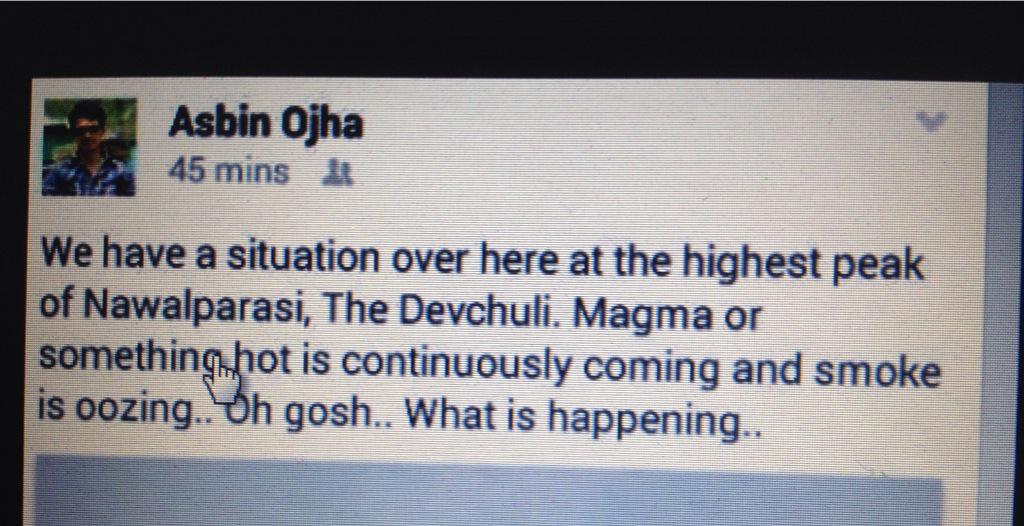 Asbin Ojha
45 mins
We have a situation over here at the highest peak
of Nawalparasi, The Devchuli. Magma or
something hot is continuously coming and smoke
is oozing.. Oh gosh.. What is happening..